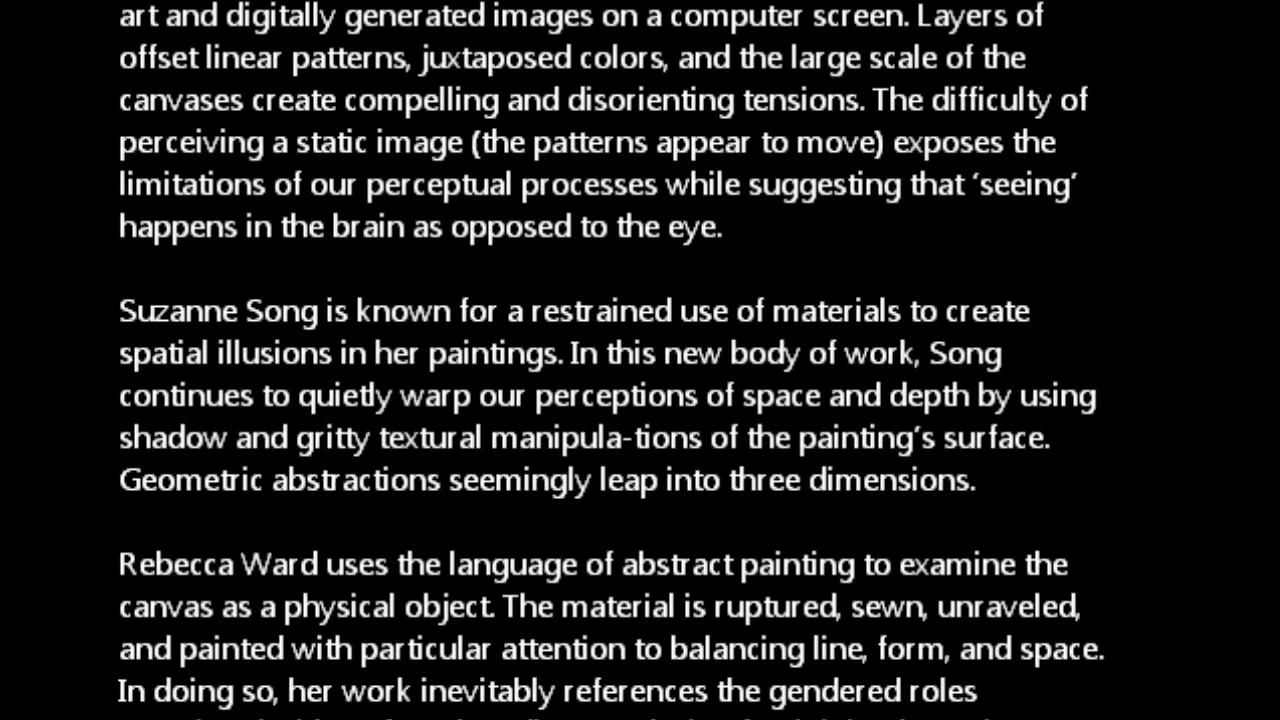 art and digitally generated images on a computer screen. Layers of
offset linear patterns, juxtaposed colors, and the large scale of the
canvases create compelling and disorienting tensions. The difficulty of
perceiving a static image (the patterns appear to move) exposes the
limitations of our perceptual processes while suggesting that ‘seeing’
happens in the brain as opposed to the eye.
Suzanne Song is known for a restrained use of materials to create
spatial illusions in her paintings. In this new body of work, Song
continues to quietly warp our perceptions of space and depth by using
shadow and gritty textural manipula-tions of the painting’s surface.
Geometric abstractions seemingly leap into three dimensions.
Rebecca Ward uses the language of abstract painting to examine the
canvas as a physical object. The material is ruptured, sewn, unraveled,
and painted with particular attention to balancing line, form, and space.
In doing so, her work inevitably references the gendered roles